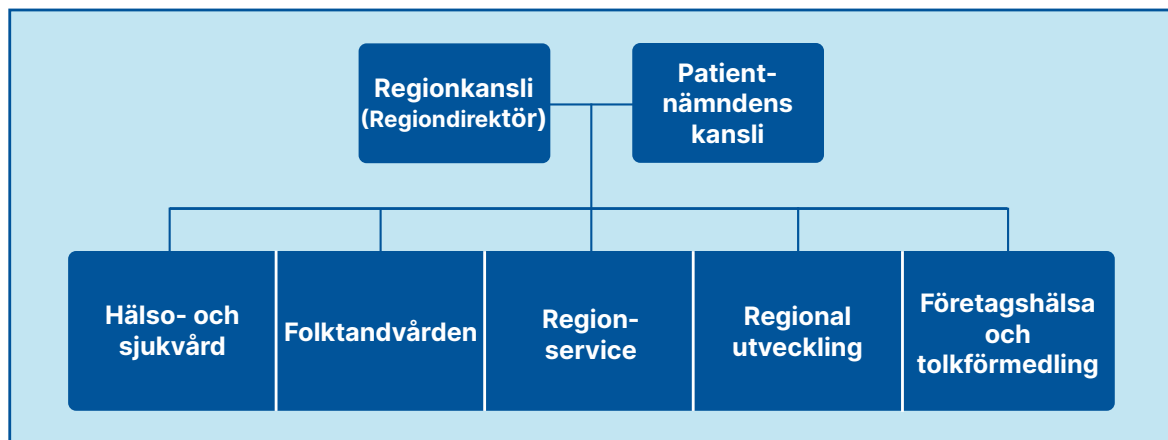 Regionkansli
(Regiondirektör)
Patient-
nämndens
kansli
Hälso- och
sjukvård
Folktandvården
Region-
service
Regional
utveckling
Företagshälsa
och
tolkförmedling